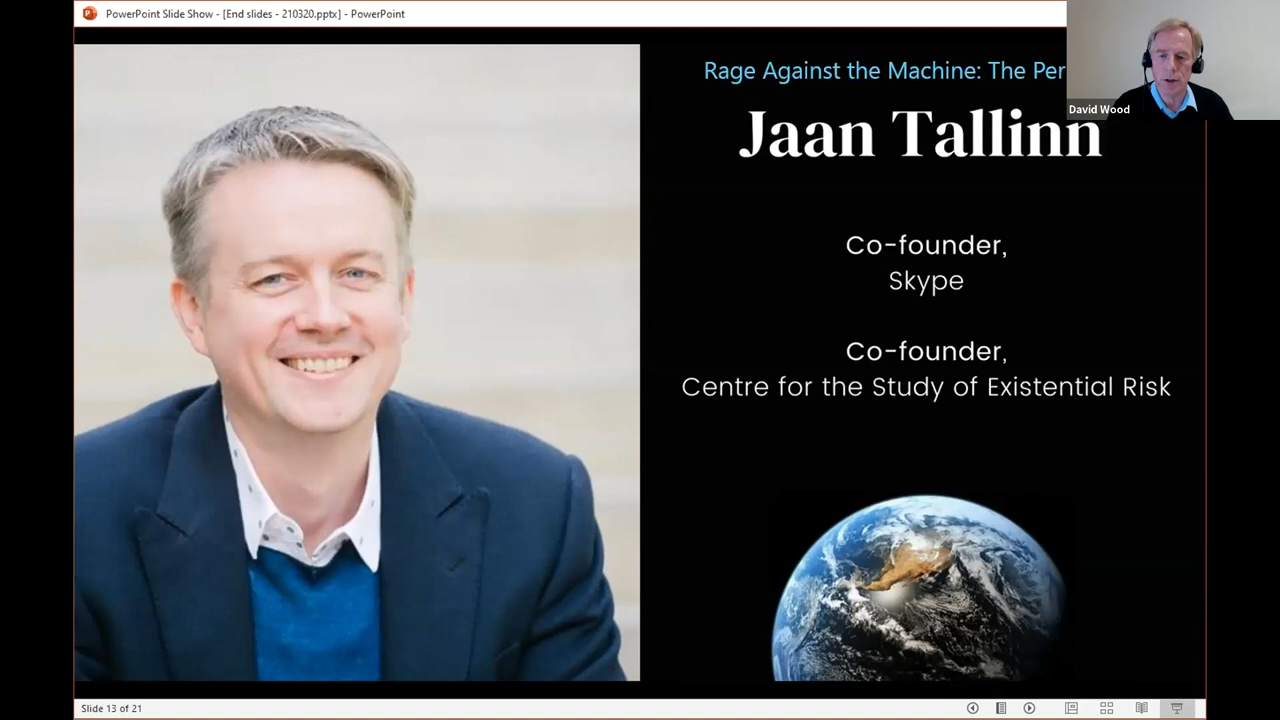 PowerPoint Slide Show - [End slides - 210320.pptx] - PowerPoint
Rage Against the Machine: The Per
David Wood
Jaan Tallinn
Co-founder,
Skype
Co-founder,
Centre for the Study of Existential Risk
Slide 13 of 21